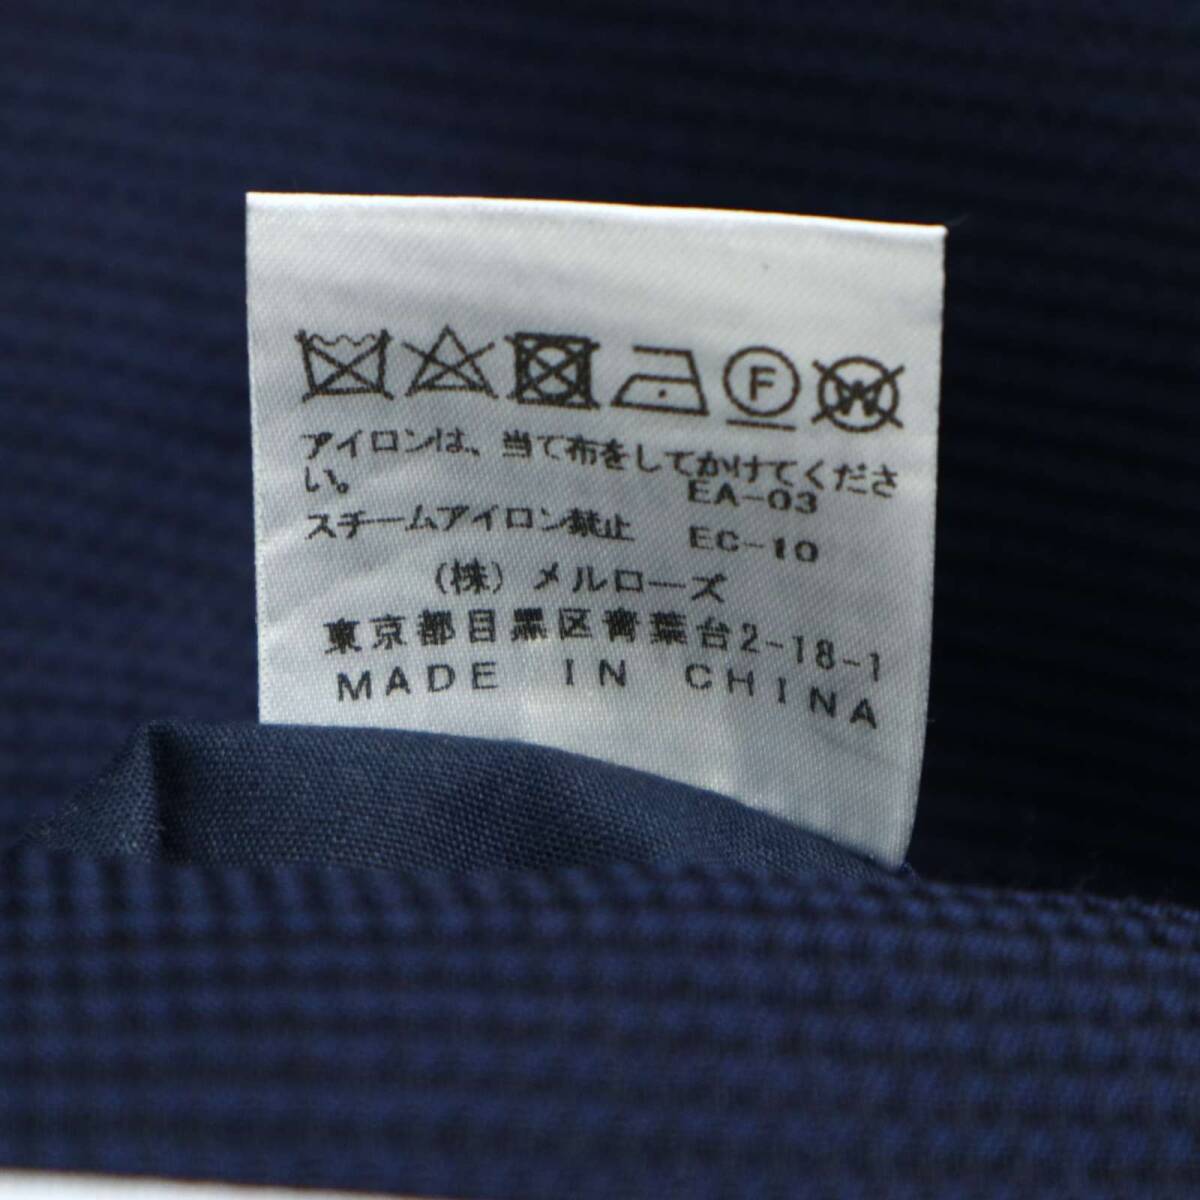 F W
アイロンは、当て布をしてかけてくださ
い。 EA-03
スチームアイロン禁止 EC-10
(株) メルローズ
東京都目黒区青葉台2-18-1
MADE IN CHINA